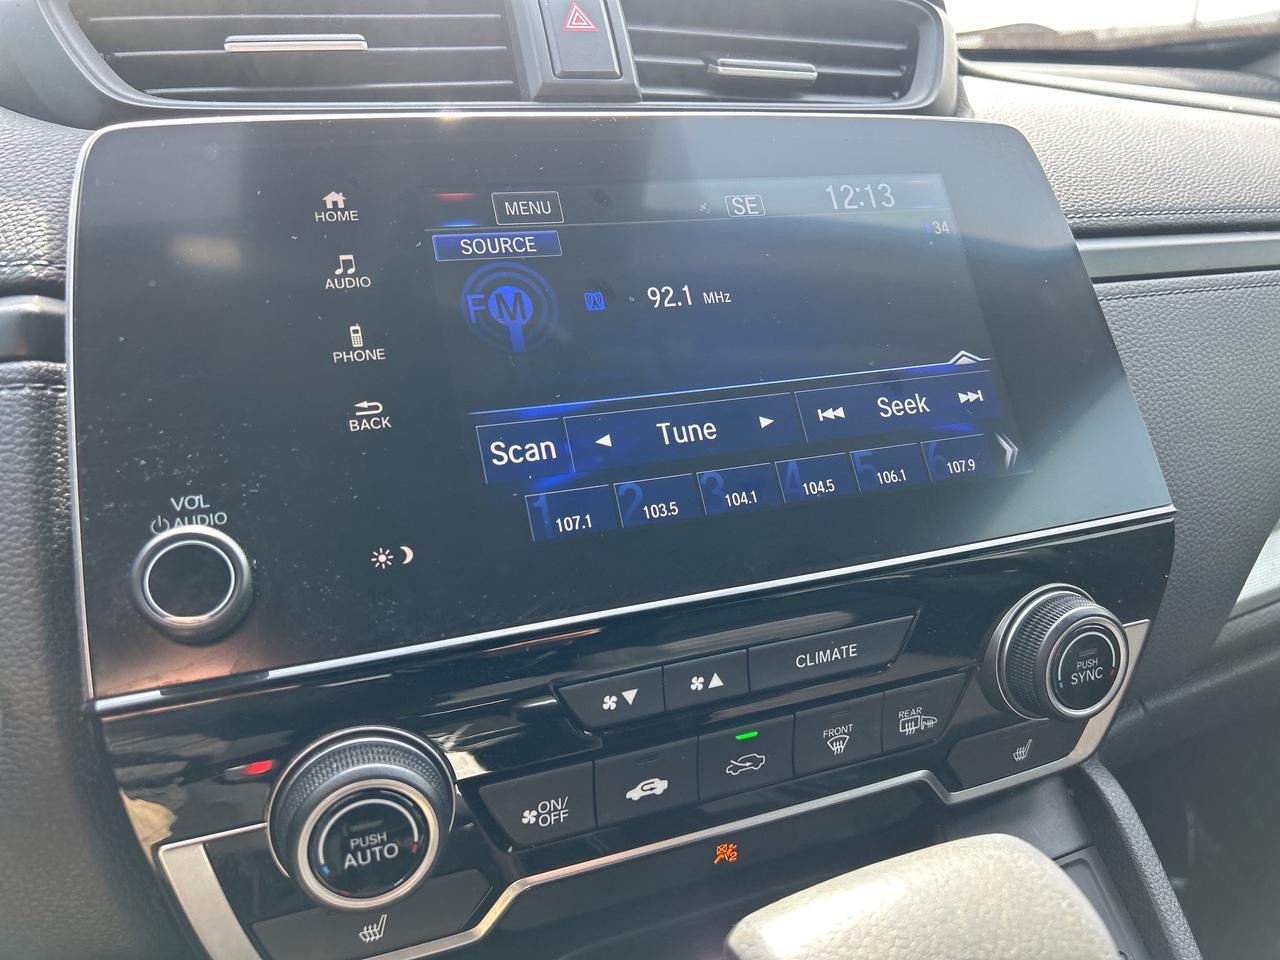 HOME
AUDIO
PHONE
BACK
VOL
AUDIO
MENU
SE
12:13
34
SOURCE
FM
92.1 MHz
Scan
Tune
Seek
1 107.1
2 103.5
3 104.1
4 104.5
5 106.1
6 107.9
CLIMATE
PUSH
SYNC
ON/
OFF
FRONT
REAR
PUSH
AUTO
2